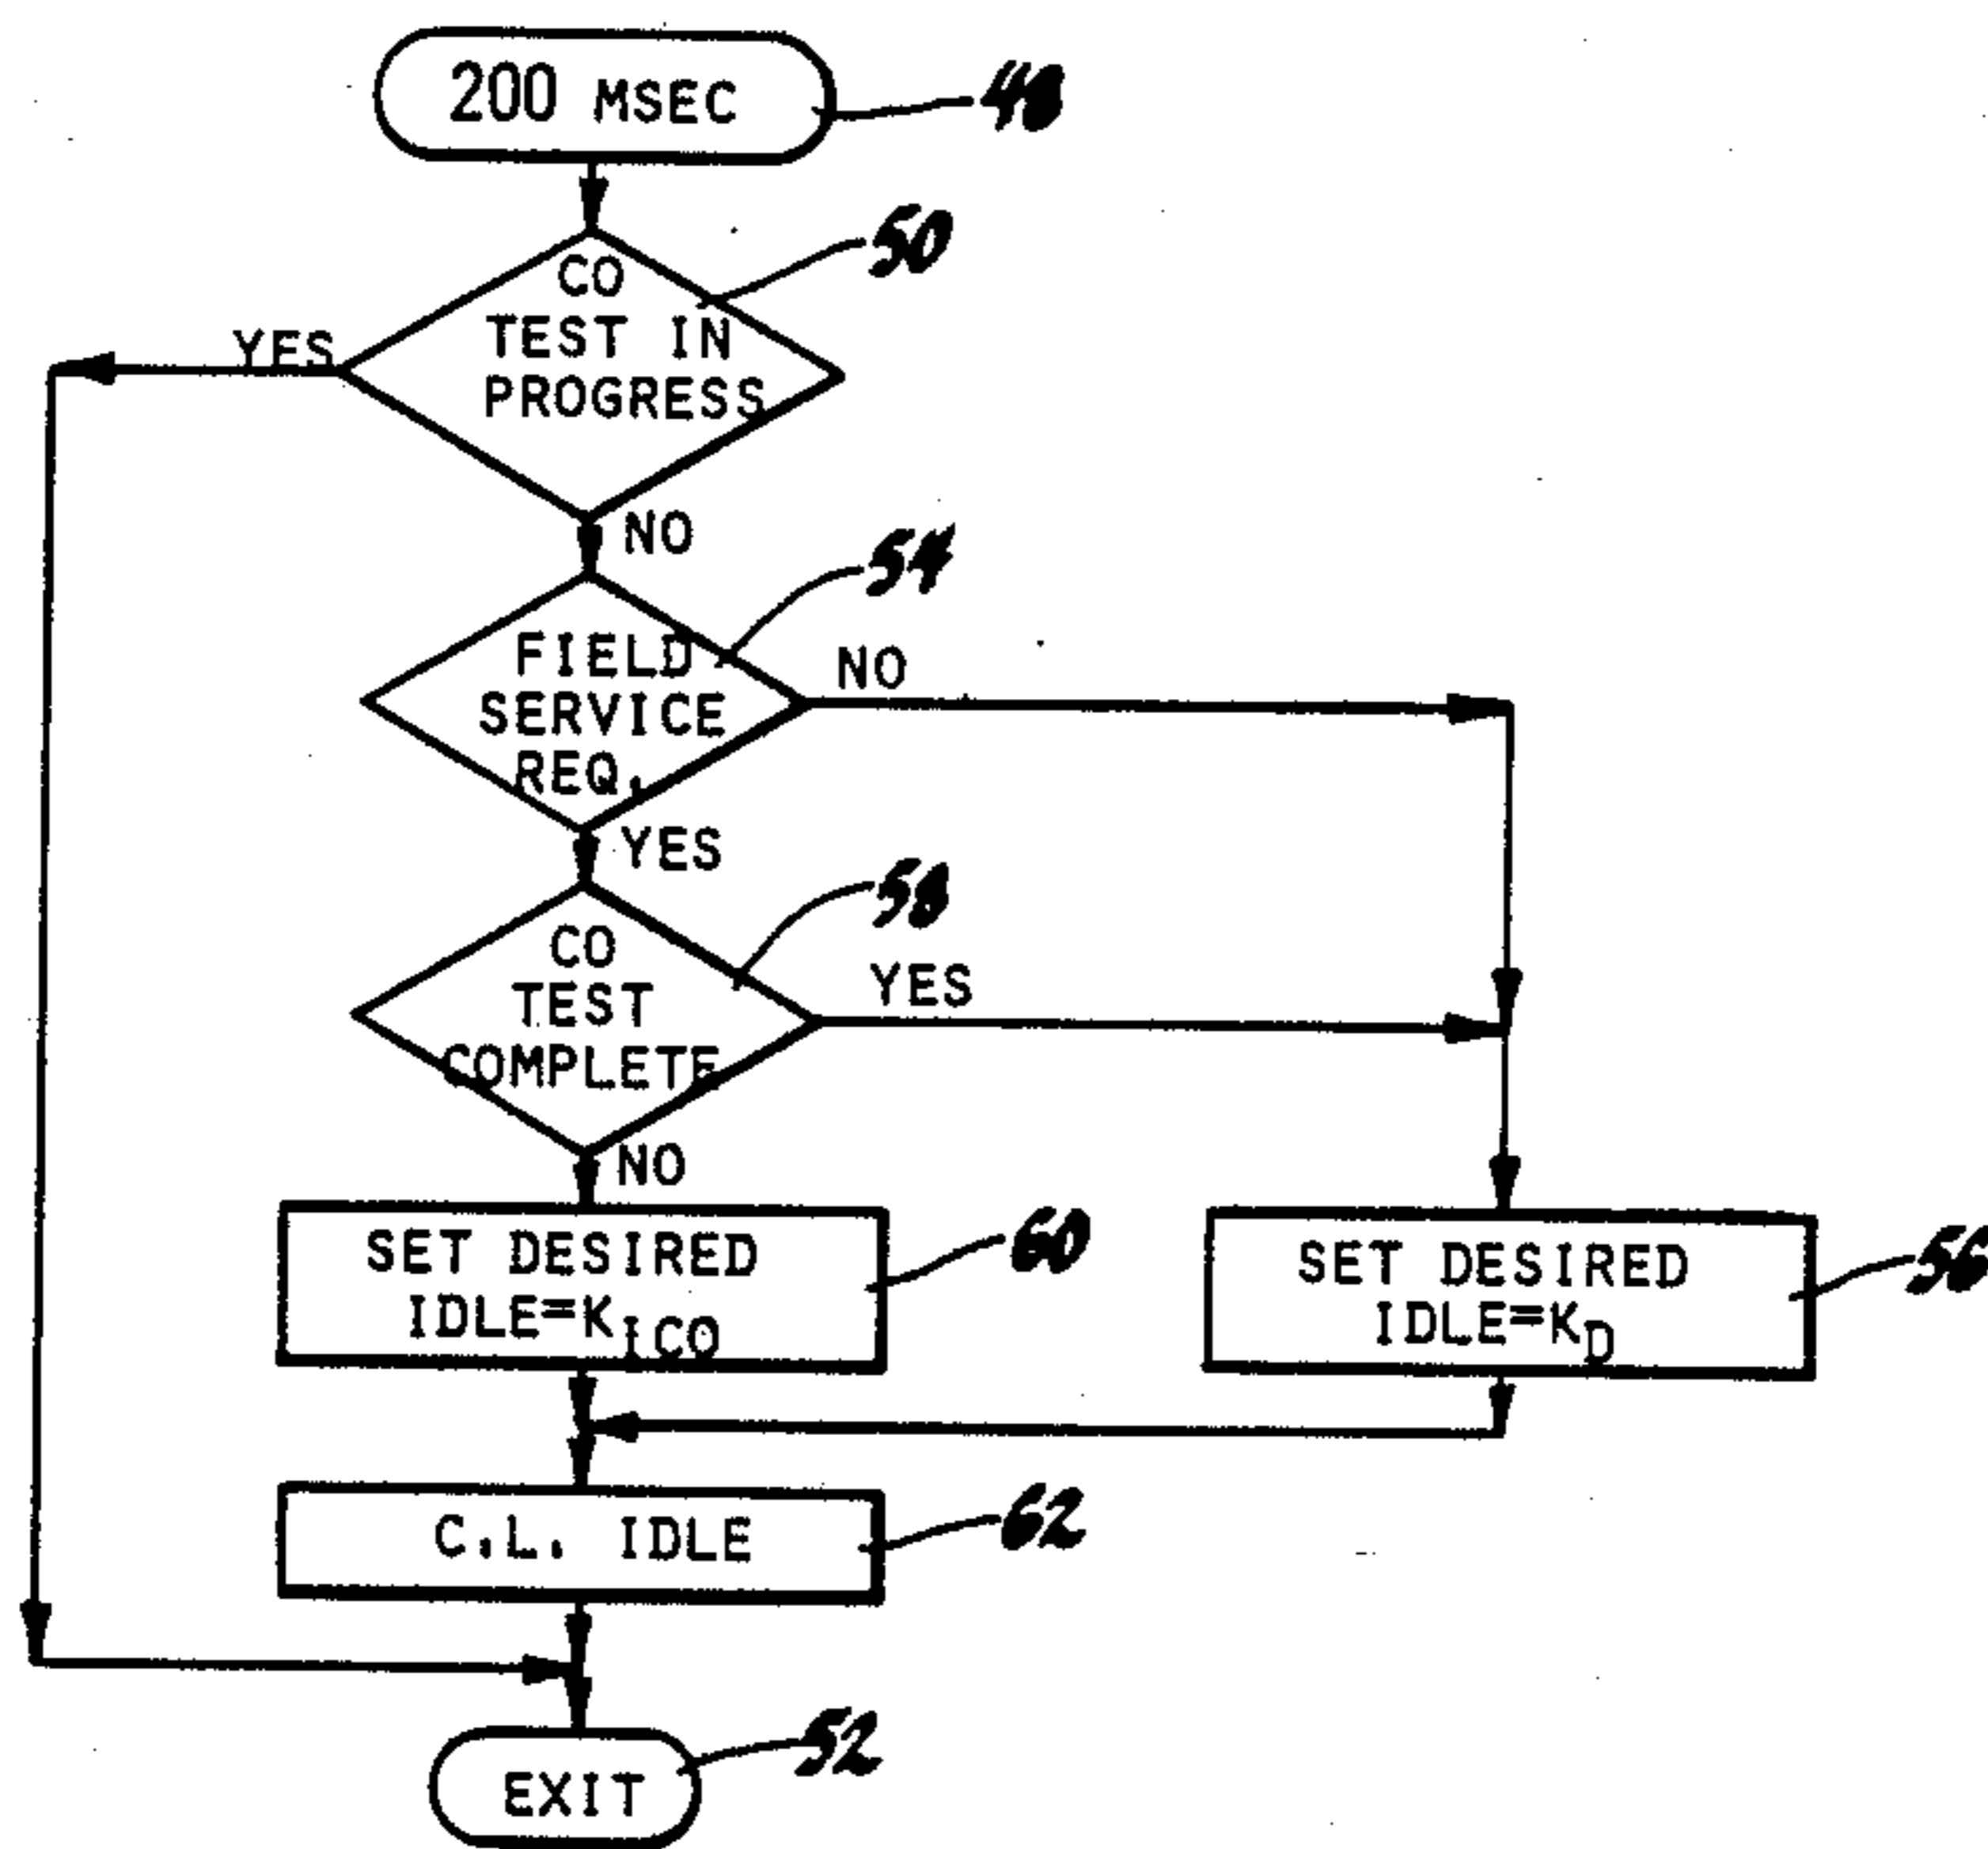 200 MSEC
48
CO
TEST IN
PROGRESS
50
YES
NO
FIELD
SERVICE
REQ.
54
NO
YES
CO
TEST
COMPLETE
58
YES
NO
SET DESIRED
IDLE=KICO
60
SET DESIRED
IDLE=KD
56
C.L. IDLE
62
EXIT
52